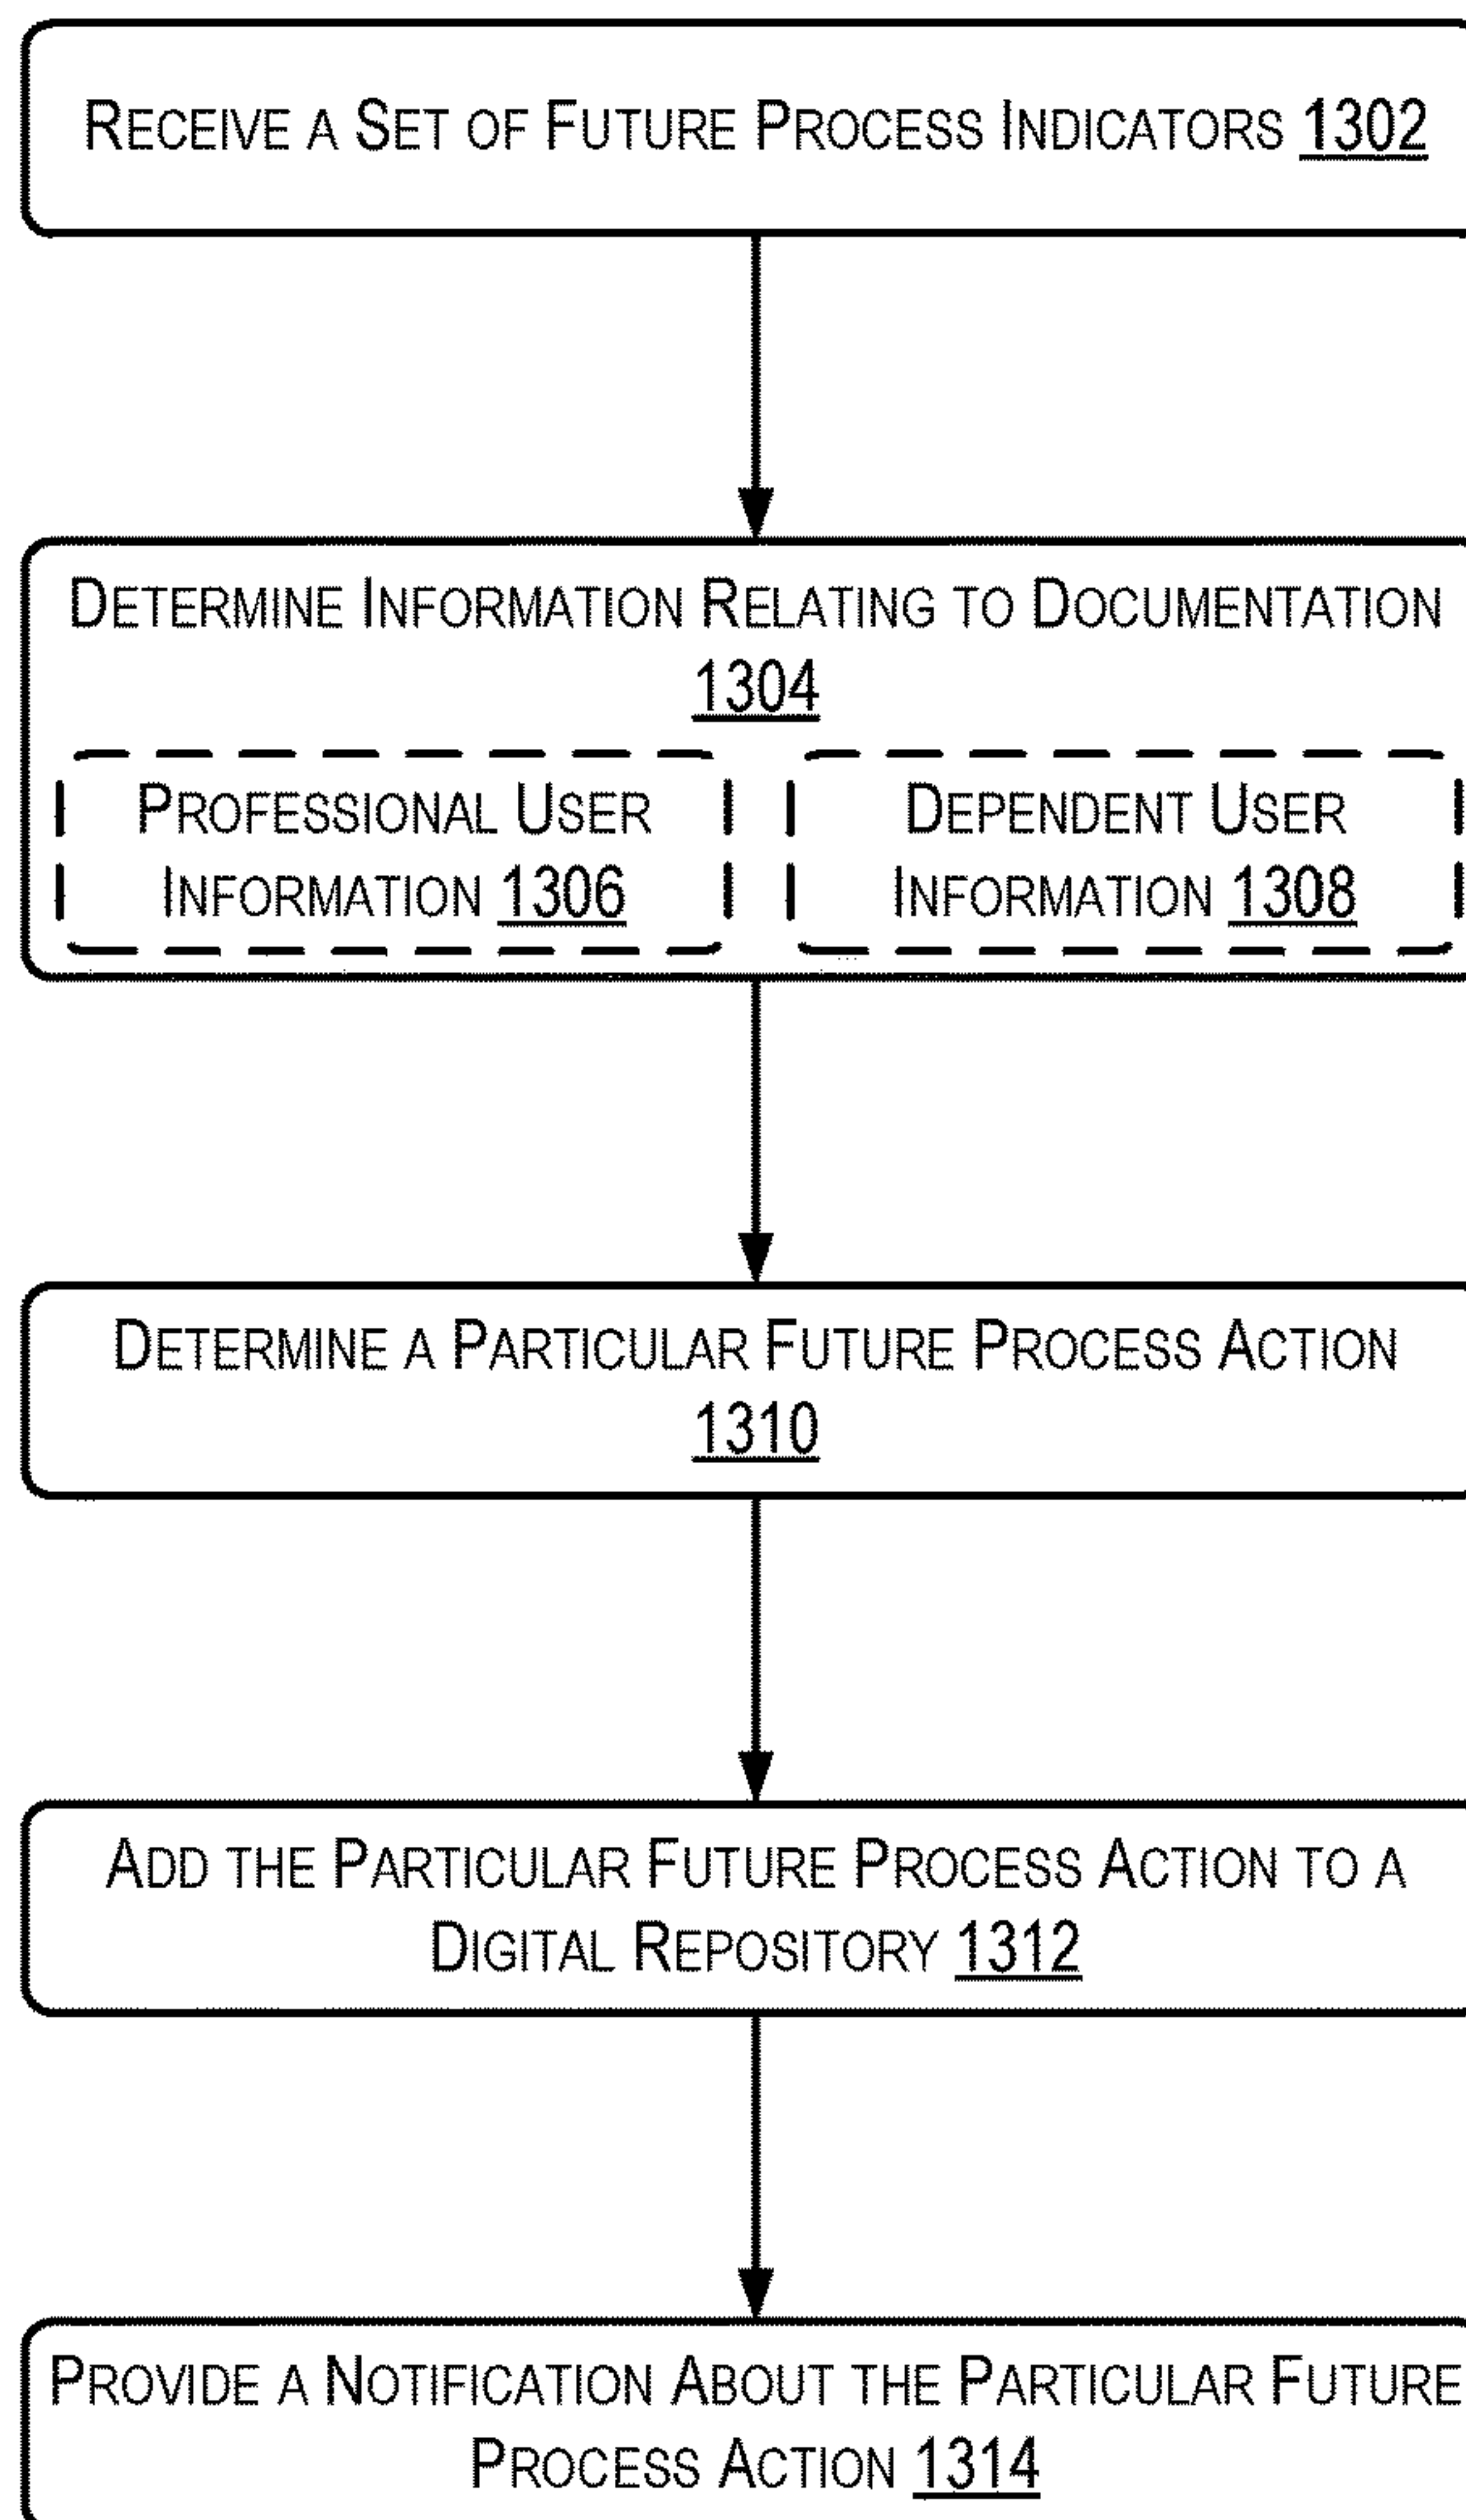 RECEIVE A SET OF FUTURE PROCESS INDICATORS 1302
DETERMINE INFORMATION RELATING TO DOCUMENTATION
1304
PROFESSIONAL USER
INFORMATION 1306
DEPENDENT USER
INFORMATION 1308
DETERMINE A PARTICULAR FUTURE PROCESS ACTION
1310
ADD THE PARTICULAR FUTURE PROCESS ACTION TO A
DIGITAL REPOSITORY 1312
PROVIDE A NOTIFICATION ABOUT THE PARTICULAR FUTURE
PROCESS ACTION 1314